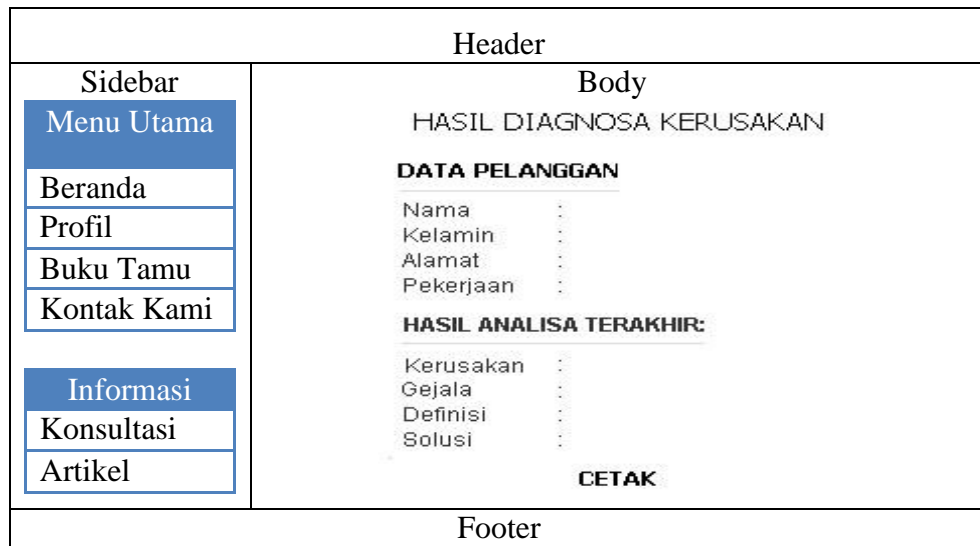 Header
Sidebar
Menu Utama
Beranda
Profil
Buku Tamu
Kontak Kami
Informasi
Konsultasi
Artikel
Body
HASIL DIAGNOSA KERUSAKAN
DATA PELANGGAN
Nama :
Kelamin :
Alamat :
Pekerjaan :
HASIL ANALISA TERAKHIR:
Kerusakan :
Gejala :
Definisi :
Solusi :
CETAK
Footer